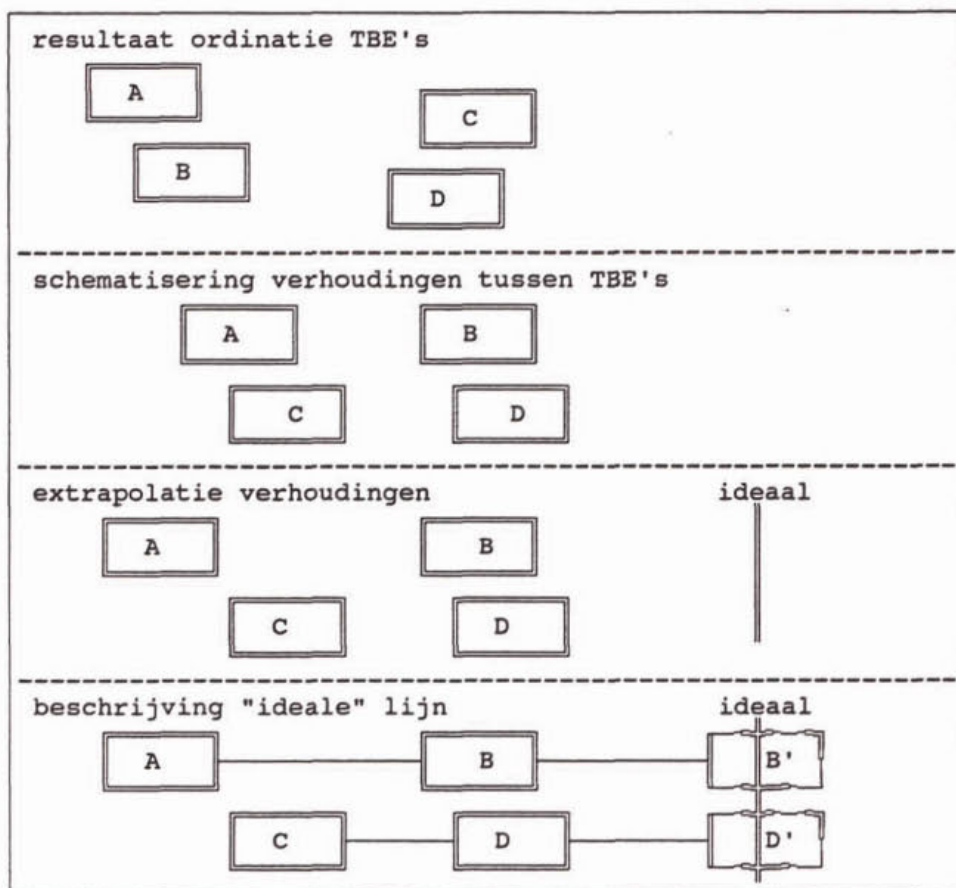 resultaat ordinatie TBE's
A
C
B
D
schematisering verhoudingen tussen TBE's
A B
C D
extrapolatie verhoudingen ideaal
A B
C D
beschrijving "ideale" lijn ideaal
A B B'
C D D'